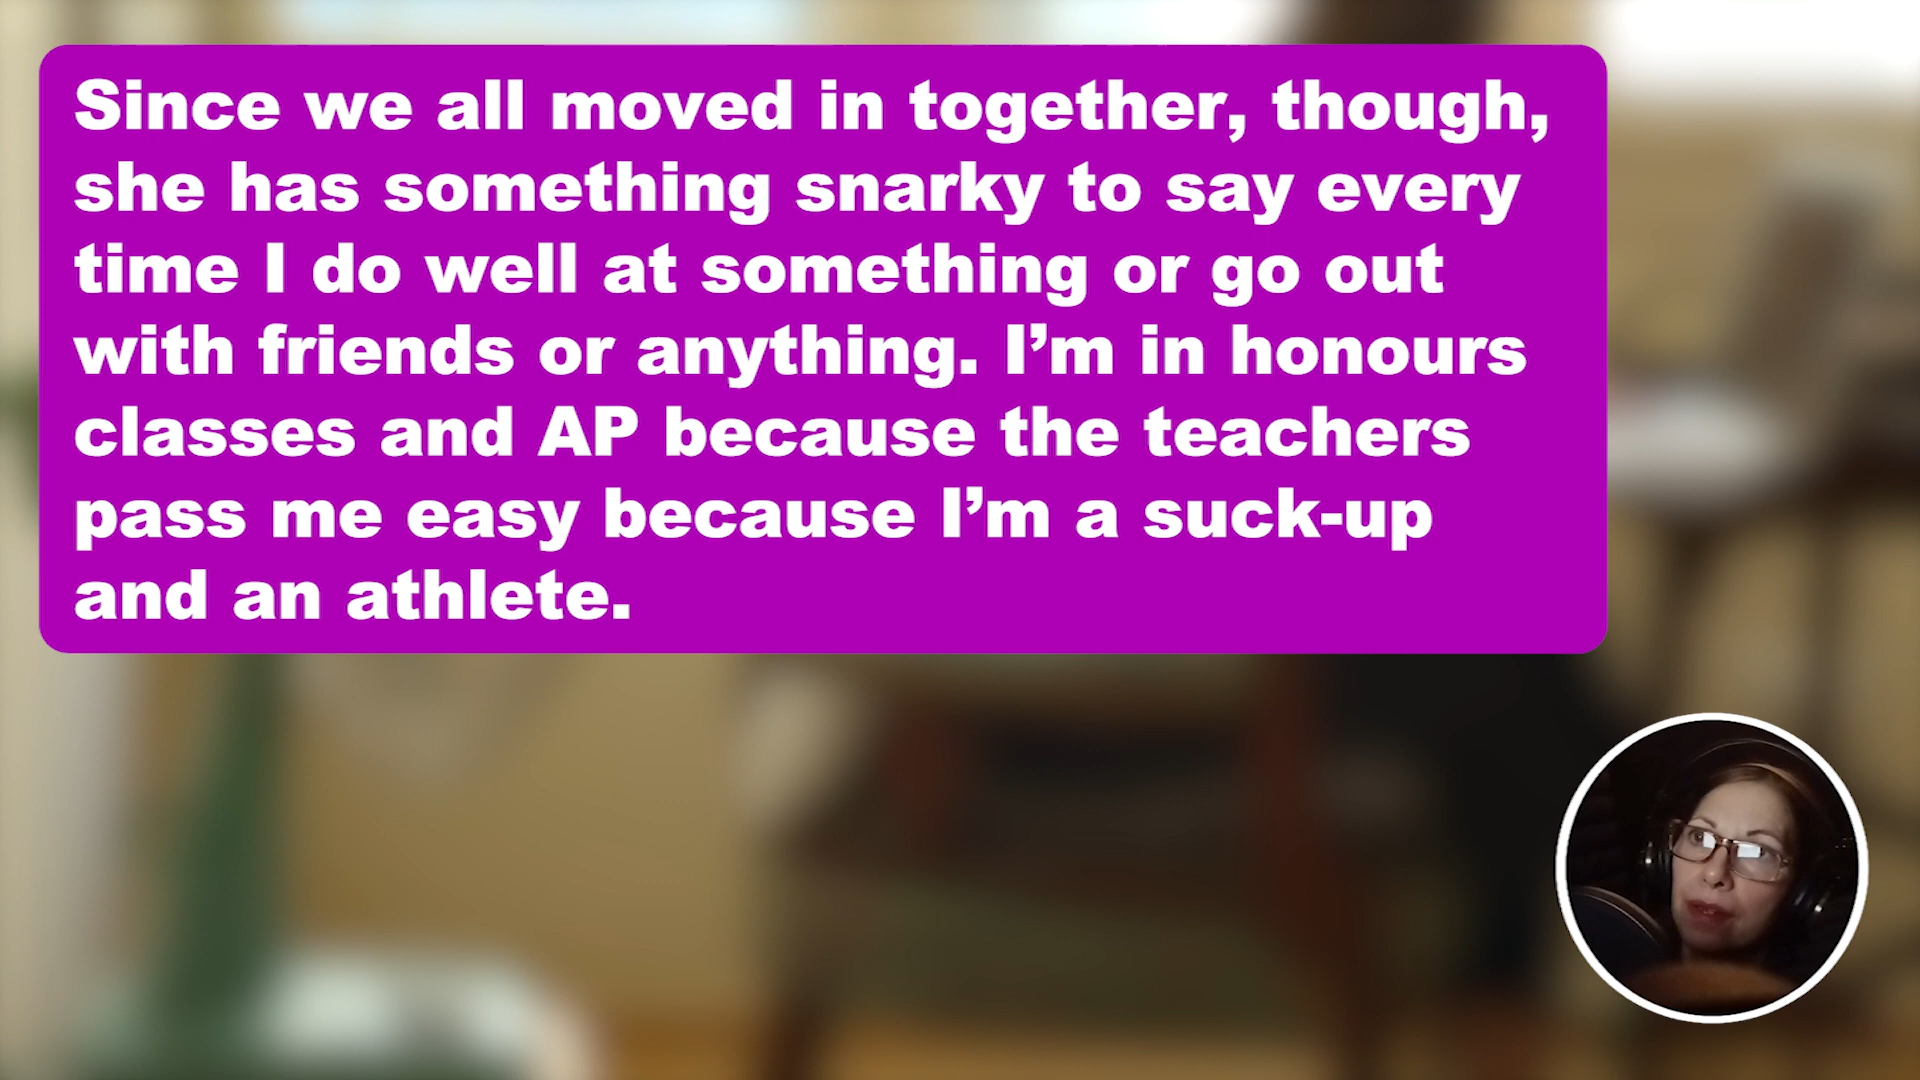 Since we all moved in together, though,
she has something snarky to say every
time I do well at something or go out
with friends or anything. I’m in honours
classes and AP because the teachers
pass me easy because I’m a suck-up
and an athlete.